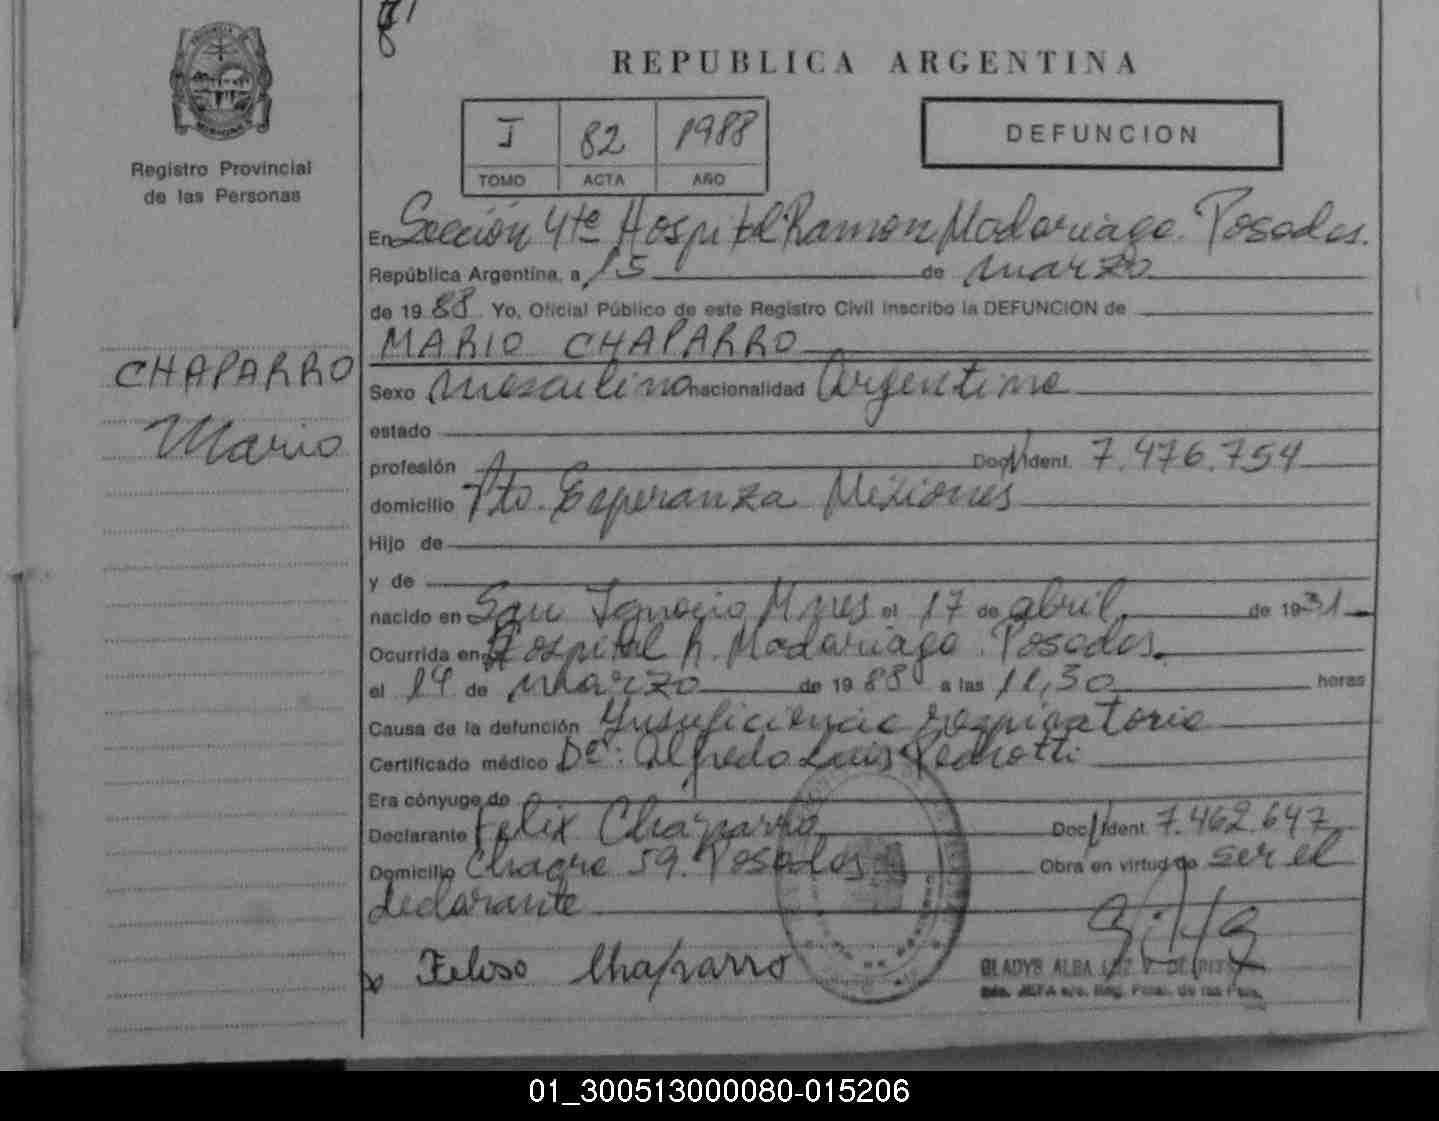 REPUBLICA ARGENTINA
I 82 1988
TOMO ACTA AÑO
DEFUNCION
Registro Provincial
de las Personas
CHAPARRO
Mario
En Sección 4te Hospital Ramon Madariaga. Posadas.
República Argentina, a 15 de marzo
de 1988 Yo, Oficial Público de este Registro Civil inscribo la DEFUNCION de
MARIO CHAPARRO
Sexo masculino nacionalidad Argentina
estado
profesión Doc. Ident. 7.476.754
domicilio Pto. Esperanza Misiones
Hijo de
y de
nacido en San Ignacio Mnes el 17 de abril de 1931
Ocurrida en Hospital R. Madariaga. Posadas.
el 14 de marzo de 1988 a las 11,30 horas
Causa de la defunción Insuficiencia respiratoria
Certificado médico Dr. Alfredo Luis Pedrotti
Era cónyuge de
Declarante Felix Chaparro Doc. Ident. 7.462.647
Domicilio Chacra 59. Posadas Obra en virtud de ser el
declarante
Feliso Chaparro
GLADYS ALBA
01_300513000080-015206